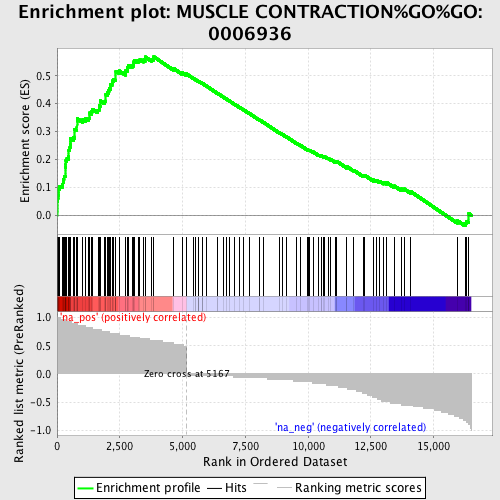 Enrichment plot: MUSCLE CONTRACTION%GO%GO:
0006936
Enrichment score (ES)
0.5
0.4
0.3
0.2
0.1
0.0
'na_pos' (positively correlated)
Ranked list metric (PreRanked)
1.0
0.5
0.0
-0.5
-1.0
Zero cross at 5167
'na_neg' (negatively correlated)
0
2,500
5,000
7,500
10,000
12,500
15,000
Rank in Ordered Dataset
Enrichment profile
Hits
Ranking metric scores